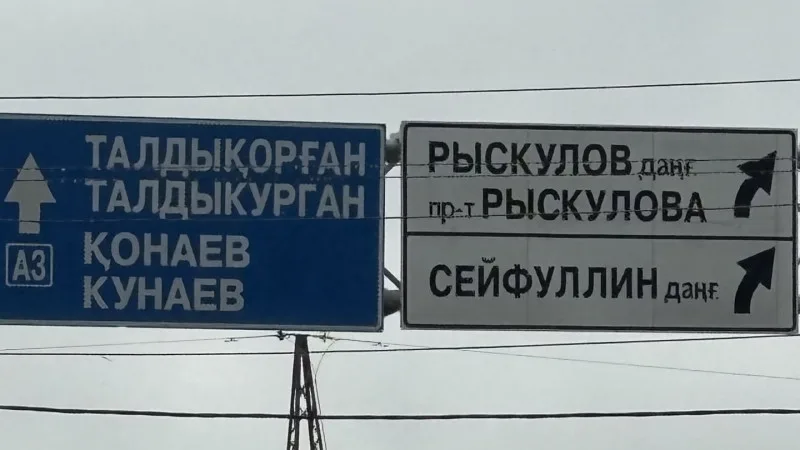 ТАЛДЫҚОРҒАН
ТАЛДЫКУРГАН
ҚОНАЕВ
КУНАЕВ
А3
РЫСКУЛОВ даңғ.
пр-т РЫСКУЛОВА
СЕЙФУЛЛИН даңғ.